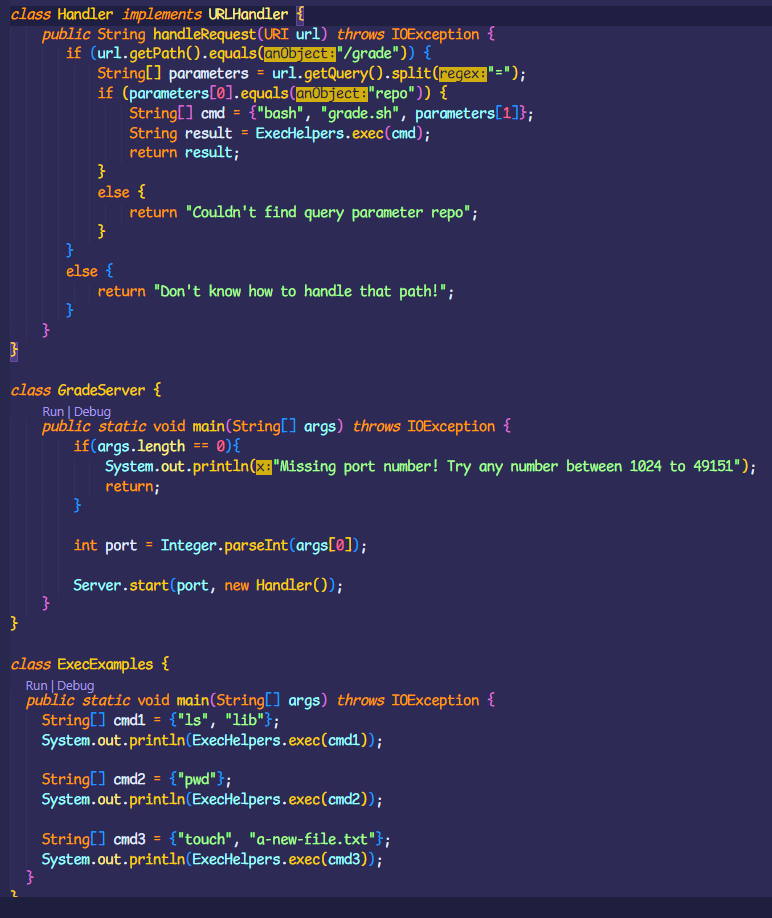 class Handler implements URLHandler {
    public String handleRequest(URI url) throws IOException {
       if (url.getPath().equals(anObject:"/grade")) {
           String[] parameters = url.getQuery().split(regex:"=");
           if (parameters[0].equals(anObject:"repo")) {
               String[] cmd = {"bash", "grade.sh", parameters[1]};
               String result = ExecHelpers.exec(cmd);
               return result;
           }
           else {
               return "Couldn't find query parameter repo";
           }
       }
       else {
           return "Don't know how to handle that path!";
       }
    }
}
class GradeServer {
    Run | Debug
    public static void main(String[] args) throws IOException {
        if(args.length == 0){
            System.out.println(x:"Missing port number! Try any number between 1024 to 49151");
            return;
        }
        int port = Integer.parseInt(args[0]);
        Server.start(port, new Handler());
    }
}
class ExecExamples {
  Run | Debug
  public static void main(String[] args) throws IOException {
    String[] cmd1 = {"ls", "lib"};
    System.out.println(ExecHelpers.exec(cmd1));
    String[] cmd2 = {"pwd"};
    System.out.println(ExecHelpers.exec(cmd2));
    String[] cmd3 = {"touch", "a-new-file.txt"};
    System.out.println(ExecHelpers.exec(cmd3));
  }
}